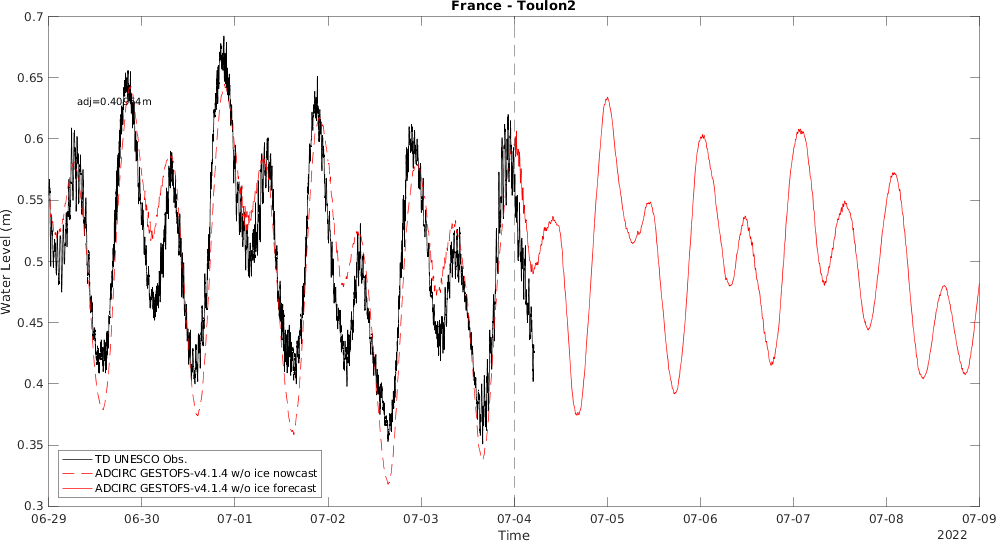 France - Toulon2
0.7
0.65
0.6
0.55
0.5
0.45
0.4
0.35
0.3
Water Level (m)
TD UNESCO Obs.
ADCIRC GESTOFS-v4.1.4 w/o ice nowcast
ADCIRC GESTOFS-v4.1.4 w/o ice forecast
06-29 06-30 07-01 07-02 07-03 07-04 07-05 07-06 07-07 07-08 07-09
Time
2022